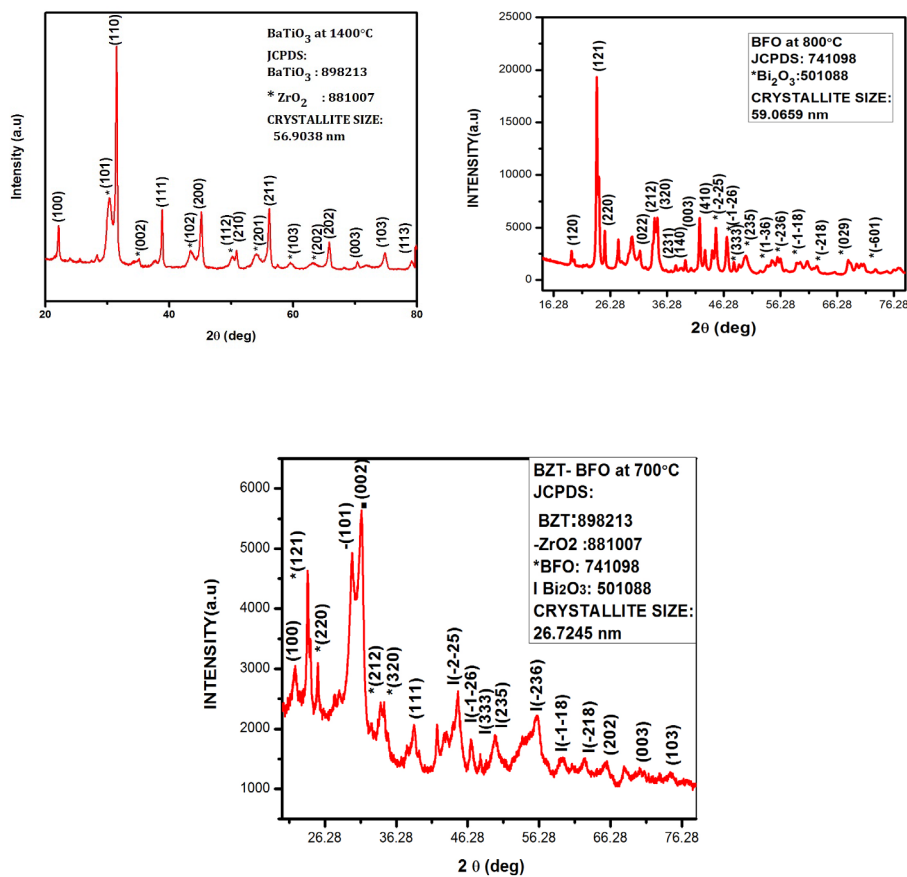 BaTiO3 at 1400°C
JCPDS:
BaTiO3 : 898213
* ZrO2 : 881007
CRYSTALLITE SIZE:
56.9038 nm
Intensity (a.u)
(100)
*(101)
(110)
*(002)
(111)
*(102)
(200)
*(112)
(210)
*(201)
(211)
*(103)
*(202)
(202)
(003)
(103)
(113)
20 40 60 80
2θ (deg)
BFO at 800°C
JCPDS: 741098
*Bi2O3:501088
CRYSTALLITE SIZE:
59.0659 nm
INTENSITY(a.u)
25000
20000
15000
10000
5000
0
(120)
(121)
(220)
(022)
(212)
(320)
(231)
(140)
(003)
(410)
*(-2-25)
*(-1-26)
*(333)
*(235)
*(1-36)
*(-236)
*(-1-18)
*(-218)
*(029)
*(-601)
16.28 26.28 36.28 46.28 56.28 66.28 76.28
2θ (deg)
BZT- BFO at 700°C
JCPDS:
BZT:898213
-ZrO2 :881007
*BFO: 741098
I Bi2O3: 501088
CRYSTALLITE SIZE:
26.7245 nm
INTENSITY(a.u)
6000
5000
4000
3000
2000
1000
(100)
*(121)
*(220)
-(101)
▪(002)
*(212)
*(320)
(111)
I(-2-25)
I(-1-26)
I(333)
I(235)
I(-236)
I(-1-18)
I(-218)
(202)
(003)
(103)
26.28 36.28 46.28 56.28 66.28 76.28
2 θ (deg)